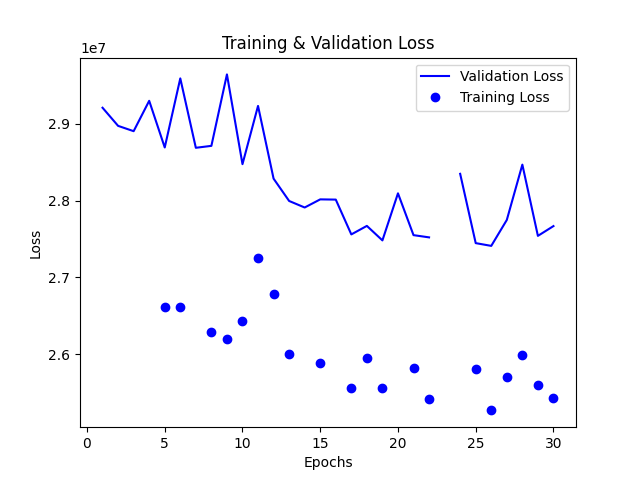 Training & Validation Loss
1e7
Validation Loss
Training Loss
2.9
2.8
2.7
2.6
Loss
0 5 10 15 20 25 30
Epochs